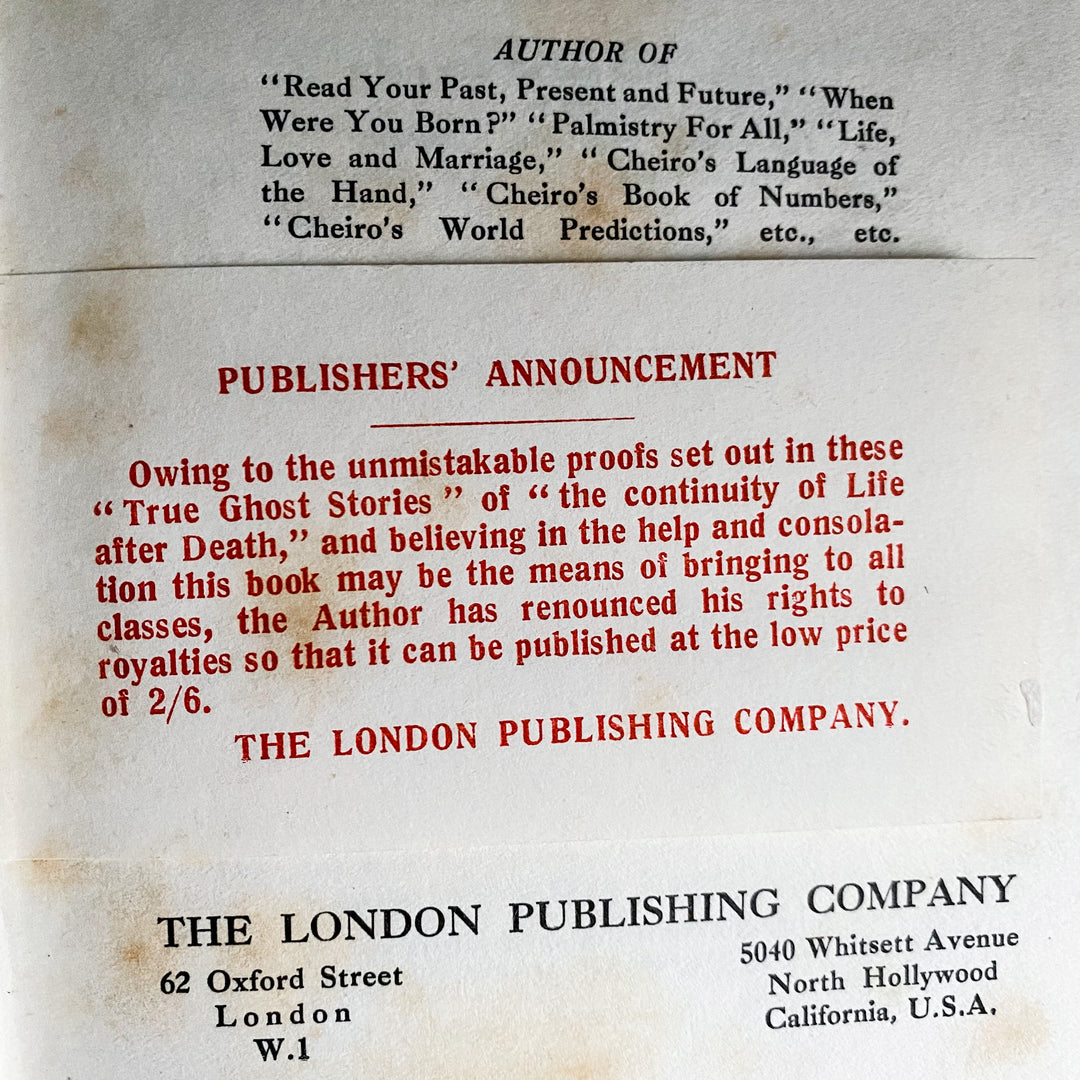 AUTHOR OF
“Read Your Past, Present and Future,” “When
Were You Born?” “Palmistry For All,” “Life,
Love and Marriage,” “Cheiro’s Language of
the Hand,” “Cheiro’s Book of Numbers,”
“Cheiro’s World Predictions,” etc., etc.
PUBLISHERS’ ANNOUNCEMENT
Owing to the unmistakable proofs set out in these
“True Ghost Stories” of “the continuity of Life
after Death,” and believing in the help and consola-
tion this book may be the means of bringing to all
classes, the Author has renounced his rights to
royalties so that it can be published at the low price
of 2/6.
THE LONDON PUBLISHING COMPANY.
THE LONDON PUBLISHING COMPANY
62 Oxford Street
London
W.1
5040 Whitsett Avenue
North Hollywood
California, U.S.A.